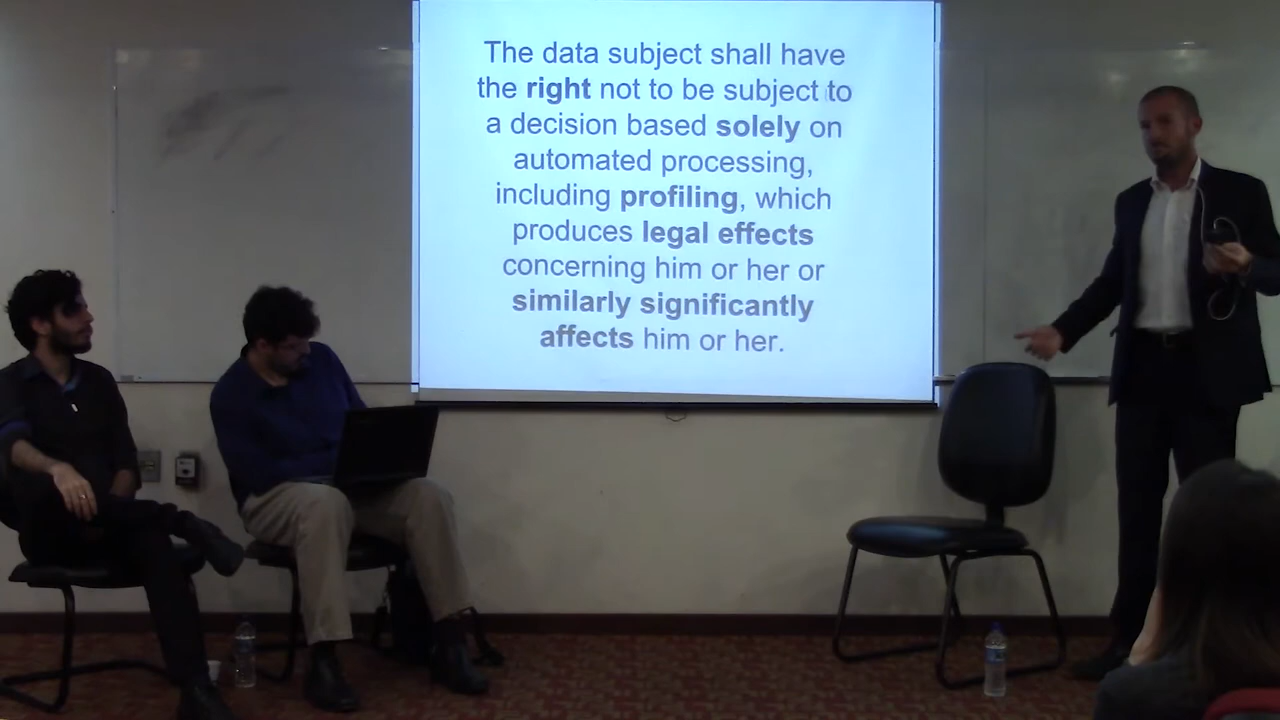 The data subject shall have
the right not to be subject to
a decision based solely on
automated processing,
including profiling, which
produces legal effects
concerning him or her or
similarly significantly
affects him or her.